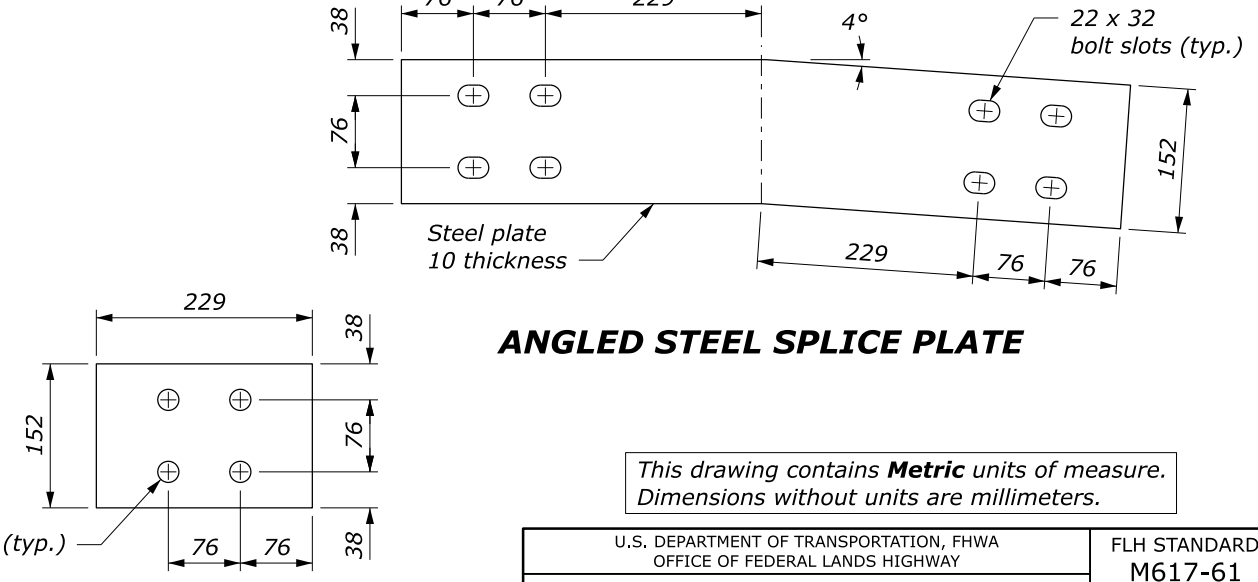 76 76 229
38
4°
22 x 32
bolt slots (typ.)
76
152
38
Steel plate
10 thickness
229 76 76
ANGLED STEEL SPLICE PLATE
229
38
152
76
(typ.)
76 76
38
This drawing contains Metric units of measure.
Dimensions without units are millimeters.
U.S. DEPARTMENT OF TRANSPORTATION, FHWA
OFFICE OF FEDERAL LANDS HIGHWAY
FLH STANDARD
M617-61